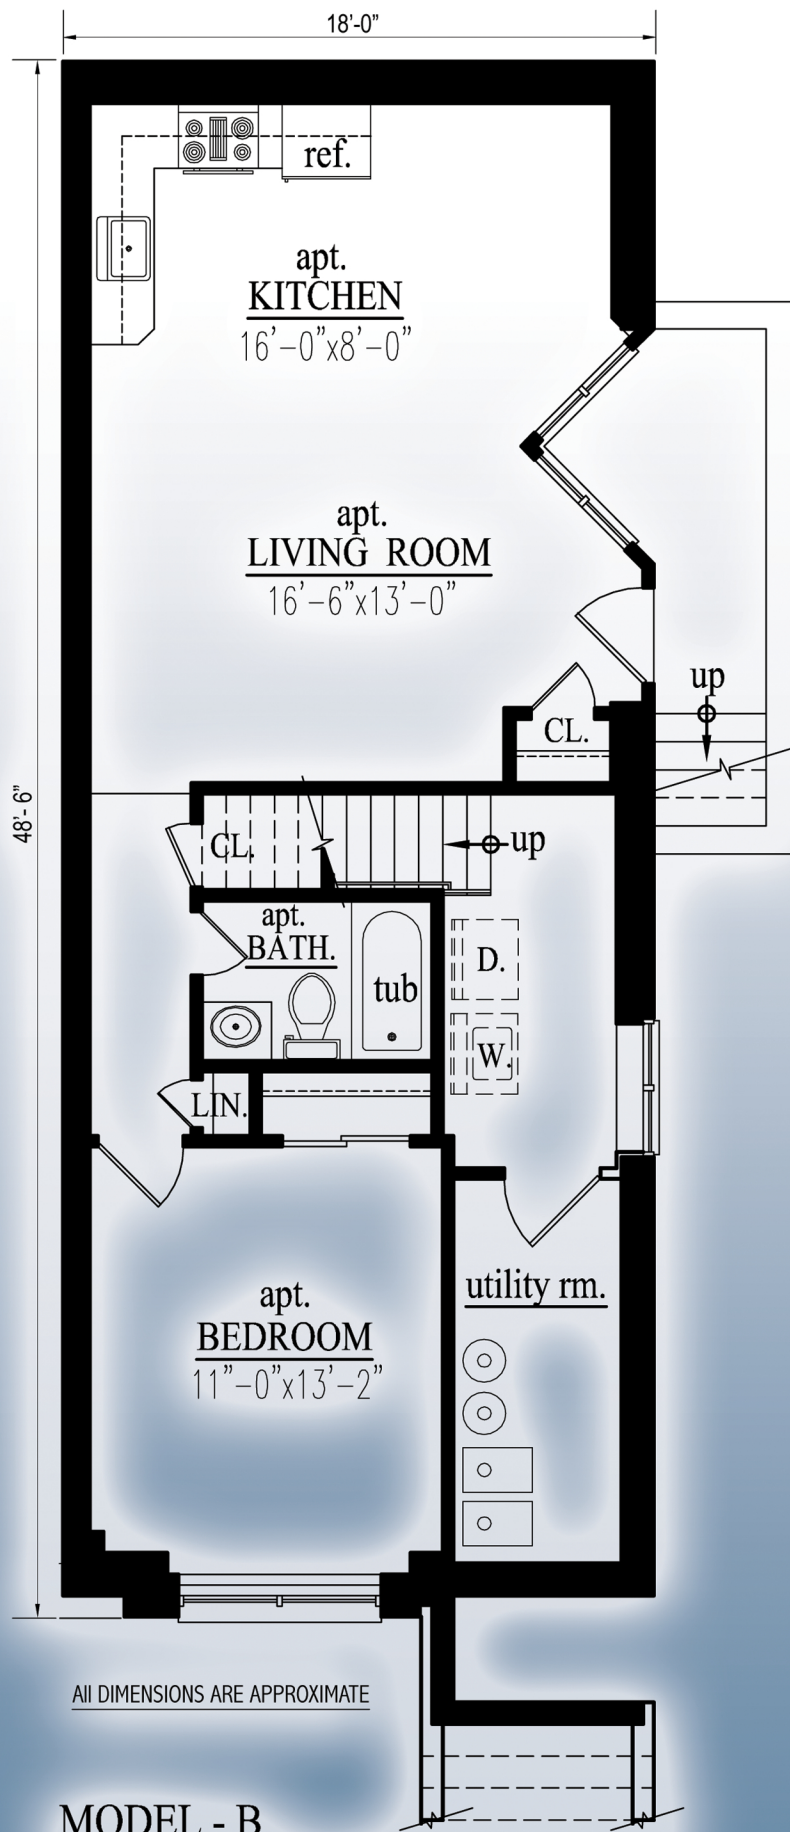 18'-0"
ref.
apt.
KITCHEN
16'-0"x8'-0"
apt.
LIVING ROOM
16'-6"x13'-0"
up
CL.
48'-6"
CL.
up
apt.
BATH.
tub
D.
W.
LIN.
utility rm.
apt.
BEDROOM
11"-0"x13'-2"
All DIMENSIONS ARE APPROXIMATE
MODEL - B